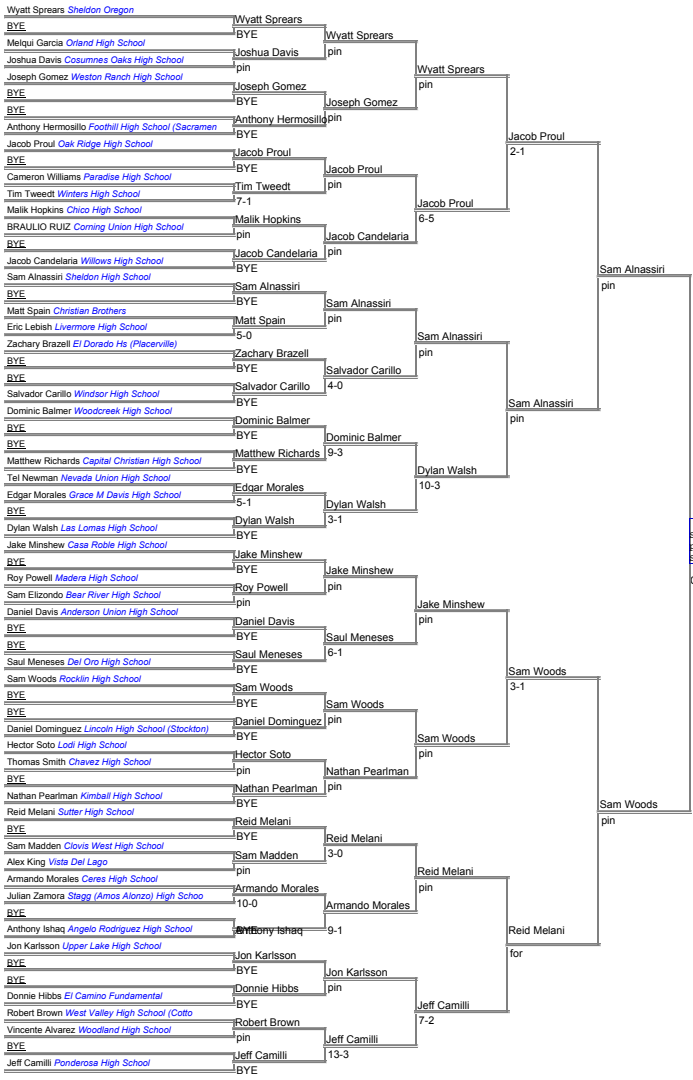 Wyatt Sprears Sheldon Oregon
BYE
Melqui Garcia Orland High School
Joshua Davis Cosumnes Oaks High School
Joseph Gomez Weston Ranch High School
BYE
BYE
Anthony Hermosillo Foothill High School (Sacramen
Jacob Proul Oak Ridge High School
BYE
Cameron Williams Paradise High School
Tim Tweedt Winters High School
Malik Hopkins Chico High School
BRAULIO RUIZ Corning Union High School
BYE
Jacob Candelaria Willows High School
Sam Alnassiri Sheldon High School
BYE
Matt Spain Christian Brothers
Eric Lebish Livermore High School
Zachary Brazell El Dorado Hs (Placerville)
BYE
BYE
Salvador Carillo Windsor High School
Dominic Balmer Woodcreek High School
BYE
BYE
Matthew Richards Capital Christian High School
Tel Newman Nevada Union High School
Edgar Morales Grace M Davis High School
BYE
Dylan Walsh Las Lomas High School
Jake Minshew Casa Roble High School
BYE
Roy Powell Madera High School
Sam Elizondo Bear River High School
Daniel Davis Anderson Union High School
BYE
BYE
Saul Meneses Del Oro High School
Sam Woods Rocklin High School
BYE
BYE
Daniel Dominguez Lincoln High School (Stockton)
Hector Soto Lodi High School
Thomas Smith Chavez High School
BYE
Nathan Pearlman Kimball High School
Reid Melani Sutter High School
BYE
Sam Madden Clovis West High School
Alex King Vista Del Lago
Armando Morales Ceres High School
Julian Zamora Stagg (Amos Alonzo) High Schoo
BYE
Anthony Ishaq Angelo Rodriguez High School
Jon Karlsson Upper Lake High School
BYE
BYE
Donnie Hibbs El Camino Fundamental
Robert Brown West Valley High School (Cotto
Vincente Alvarez Woodland High School
BYE
Jeff Camilli Ponderosa High School
Wyatt Sprears
BYE
Joshua Davis
pin
Joseph Gomez
BYE
Anthony Hermosillo
BYE
Jacob Proul
BYE
Tim Tweedt
7-1
Malik Hopkins
pin
Jacob Candelaria
BYE
Sam Alnassiri
BYE
Matt Spain
5-0
Zachary Brazell
BYE
Salvador Carillo
BYE
Dominic Balmer
BYE
Matthew Richards
BYE
Edgar Morales
5-1
Dylan Walsh
BYE
Jake Minshew
BYE
Roy Powell
pin
Daniel Davis
BYE
Saul Meneses
BYE
Sam Woods
BYE
Daniel Dominguez
BYE
Hector Soto
pin
Nathan Pearlman
BYE
Reid Melani
BYE
Sam Madden
pin
Armando Morales
10-0
Anthony Ishaq
BYE
Jon Karlsson
BYE
Donnie Hibbs
BYE
Robert Brown
pin
Jeff Camilli
BYE
Wyatt Sprears
pin
Joseph Gomez
pin
Jacob Proul
pin
Jacob Candelaria
pin
Sam Alnassiri
pin
Salvador Carillo
4-0
Dominic Balmer
9-3
Dylan Walsh
3-1
Jake Minshew
pin
Saul Meneses
6-1
Sam Woods
pin
Nathan Pearlman
pin
Reid Melani
3-0
Armando Morales
9-1
Jon Karlsson
pin
Jeff Camilli
13-3
Wyatt Sprears
pin
Jacob Proul
6-5
Sam Alnassiri
pin
Dylan Walsh
10-3
Jake Minshew
pin
Sam Woods
pin
Reid Melani
pin
Jeff Camilli
7-2
Jacob Proul
2-1
Sam Alnassiri
pin
Sam Woods
3-1
Reid Melani
for
Sam Alnassiri
pin
Sam Woods
pin